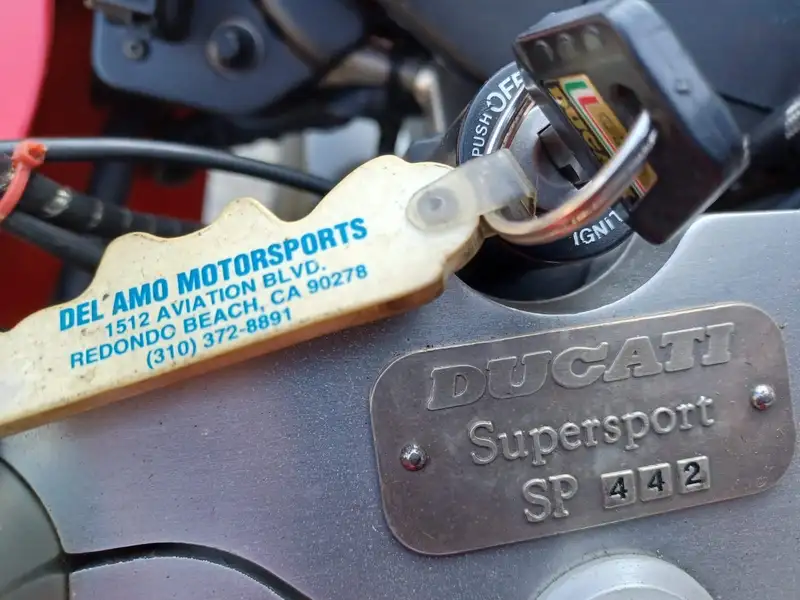 DEL AMO MOTORSPORTS
1512 AVIATION BLVD.
REDONDO BEACH, CA 90278
(310) 372-8891
PUSH
OFF
DUCATI
Supersport
SP 442